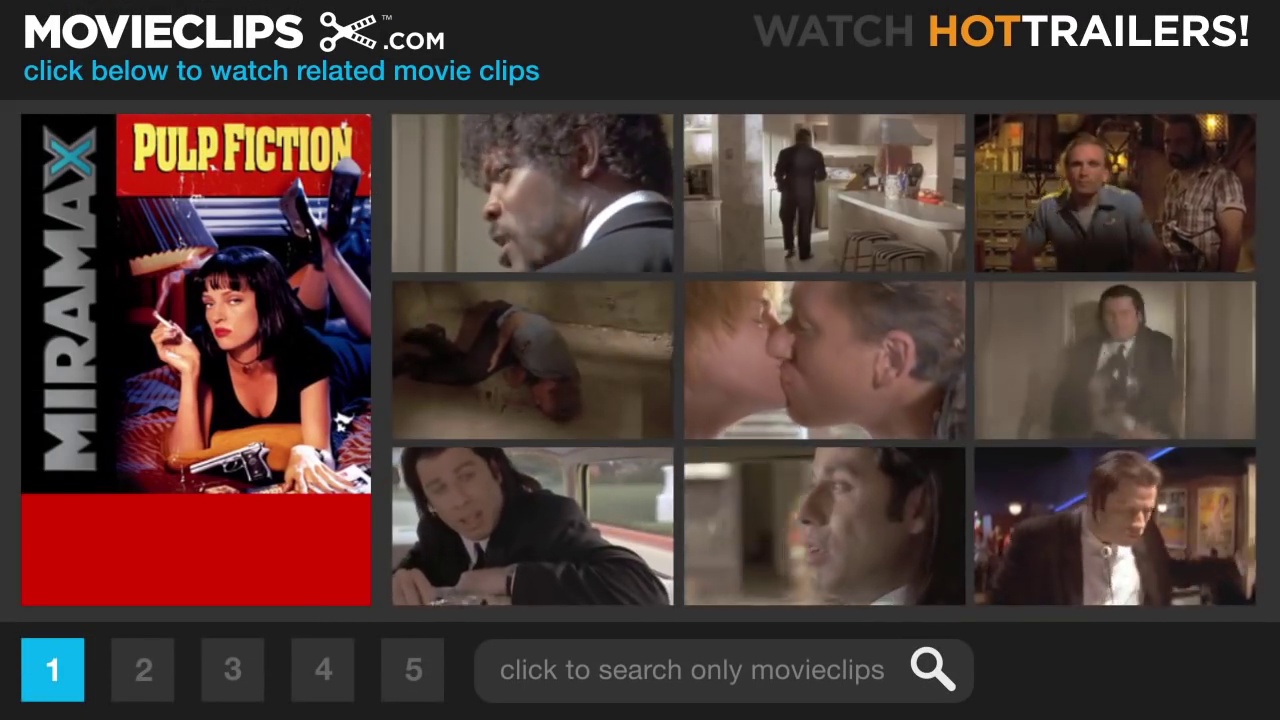 MOVIECLIPS ™ .COM
WATCH HOTTRAILERS!
click below to watch related movie clips
MIRAMAX
PULP FICTION
1
2
3
4
5
click to search only movieclips